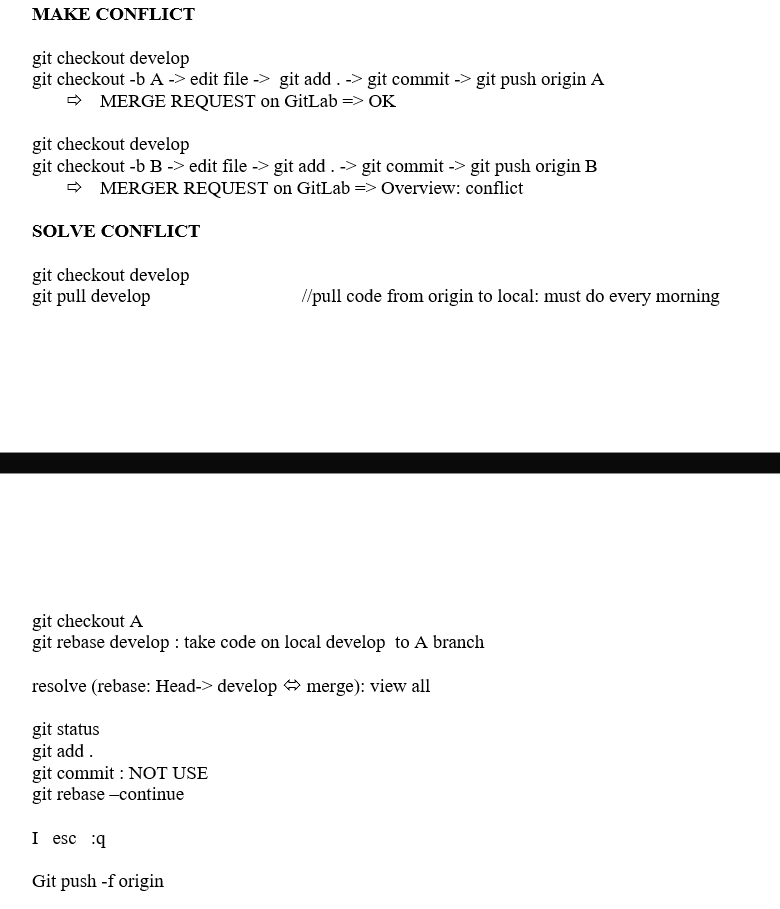 MAKE CONFLICT
git checkout develop
git checkout -b A -> edit file -> git add . -> git commit -> git push origin A
⇨ MERGE REQUEST on GitLab => OK
git checkout develop
git checkout -b B -> edit file -> git add . -> git commit -> git push origin B
⇨ MERGER REQUEST on GitLab => Overview: conflict
SOLVE CONFLICT
git checkout develop
git pull develop //pull code from origin to local: must do every morning
git checkout A
git rebase develop : take code on local develop to A branch
resolve (rebase: Head-> develop ⬄ merge): view all
git status
git add .
git commit : NOT USE
git rebase –continue
I esc :q
Git push -f origin